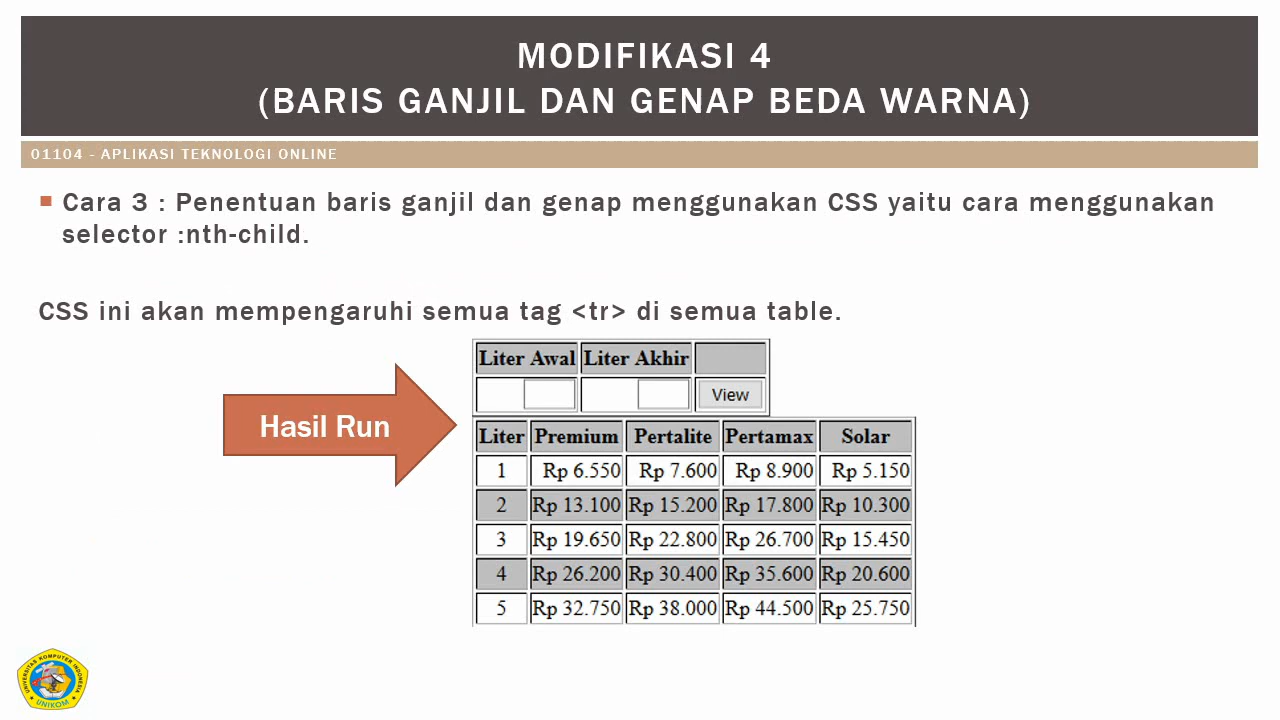 MODIFIKASI 4
(BARIS GANJIL DAN GENAP BEDA WARNA)
01104 - APLIKASI TEKNOLOGI ONLINE
Cara 3 : Penentuan baris ganjil dan genap menggunakan CSS yaitu cara menggunakan
selector :nth-child.
CSS ini akan mempengaruhi semua tag <tr> di semua table.
Hasil Run
Liter Awal Liter Akhir
View
Liter Premium Pertalite Pertamax Solar
1 Rp 6.550 Rp 7.600 Rp 8.900 Rp 5.150
2 Rp 13.100 Rp 15.200 Rp 17.800 Rp 10.300
3 Rp 19.650 Rp 22.800 Rp 26.700 Rp 15.450
4 Rp 26.200 Rp 30.400 Rp 35.600 Rp 20.600
5 Rp 32.750 Rp 38.000 Rp 44.500 Rp 25.750
UNIVERSITAS KOMPUTER INDONESIA
UNIKOM